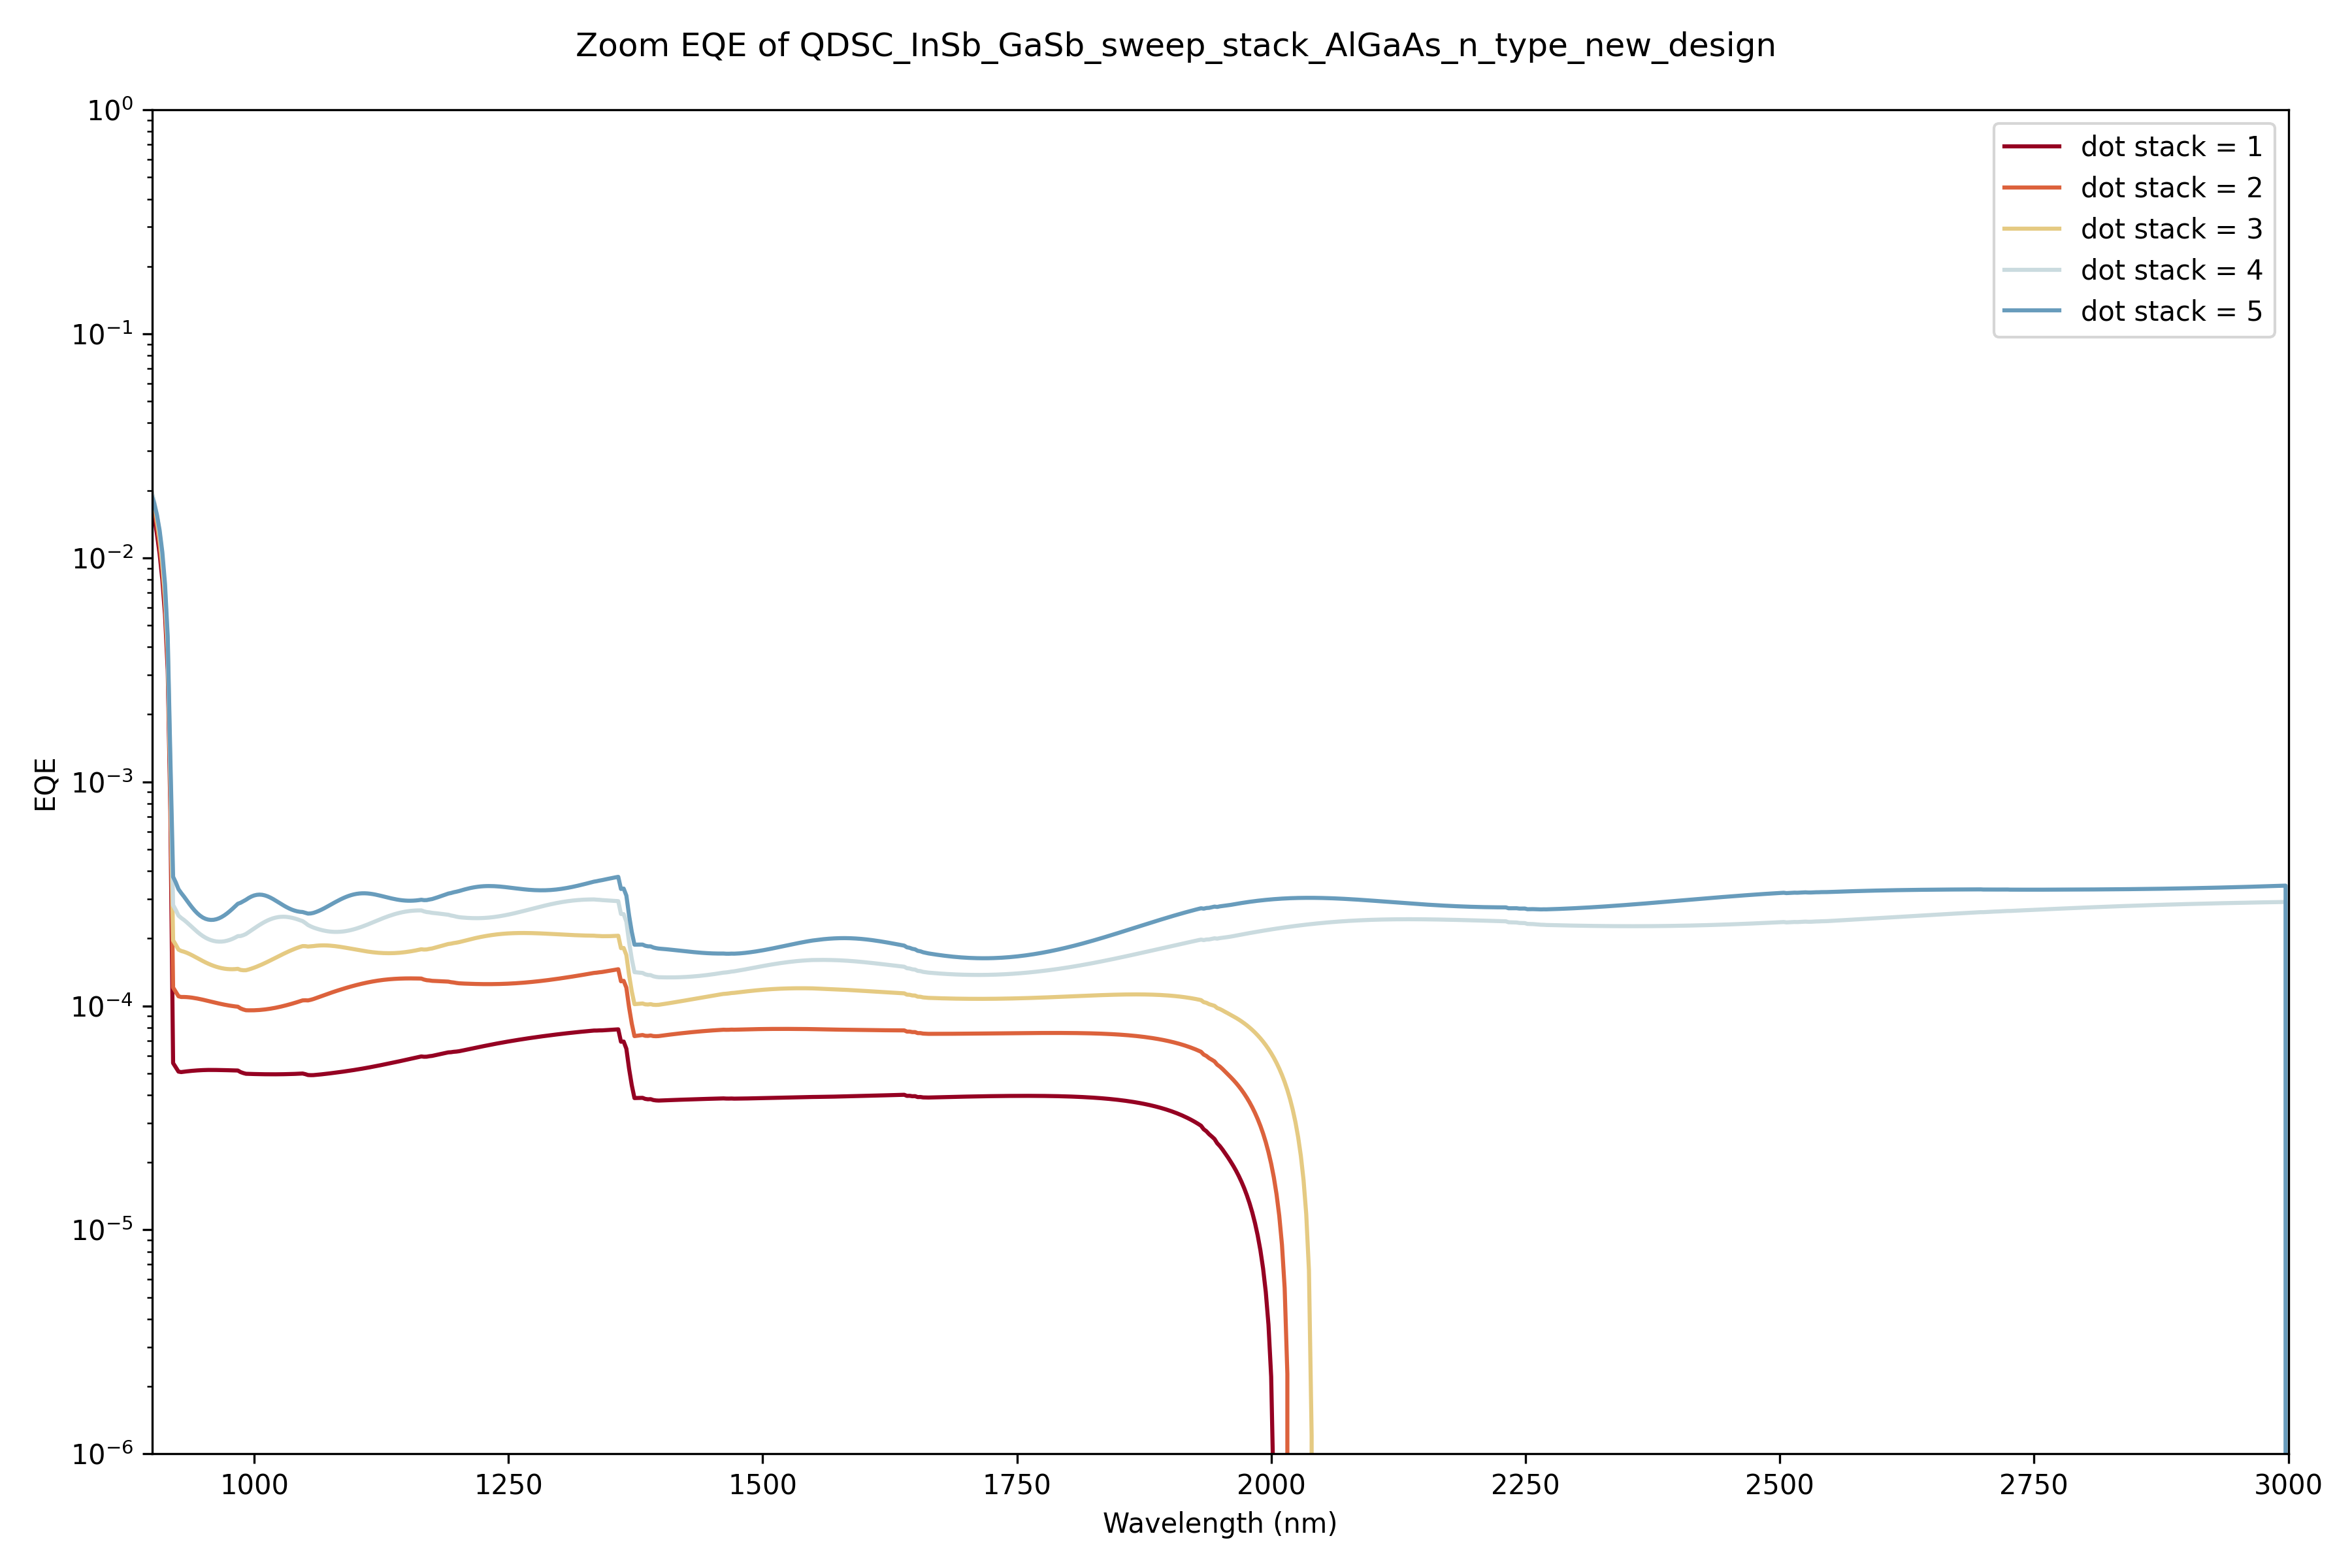 Zoom EQE of QDSC_InSb_GaSb_sweep_stack_AlGaAs_n_type_new_design
10⁰
10⁻¹
10⁻²
10⁻³
10⁻⁴
10⁻⁵
10⁻⁶
EQE
dot stack = 1
dot stack = 2
dot stack = 3
dot stack = 4
dot stack = 5
1000 1250 1500 1750 2000 2250 2500 2750 3000
Wavelength (nm)